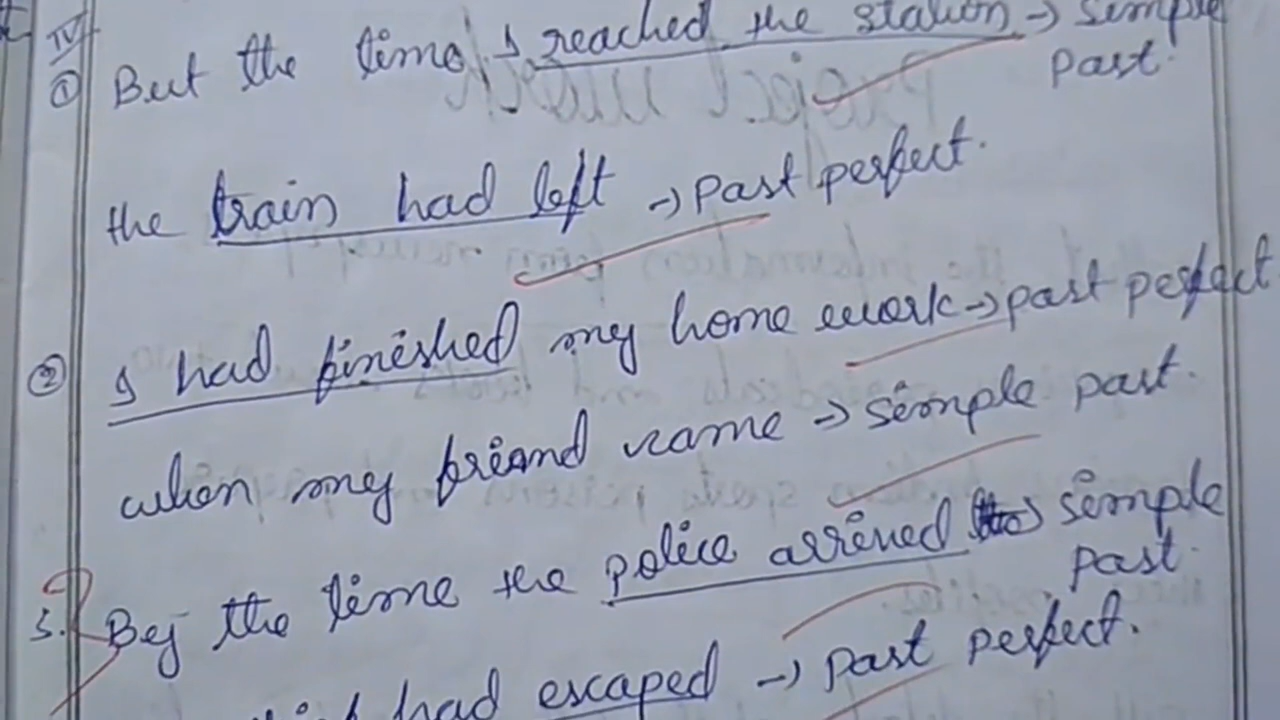 IV
① But the time I reached the station → simple
past.
the train had left → Past perfect.
② I had finished my home work → past perfect
when my friend came → simple past.
3. By the time the police arrived → simple
past.
had escaped → Past perfect.